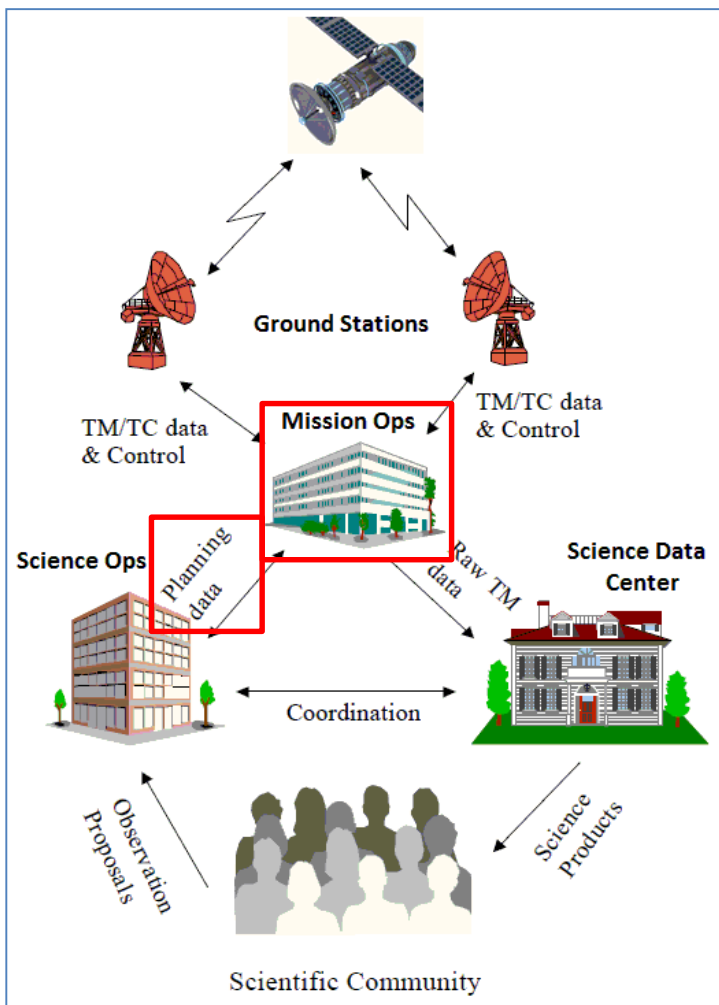 Ground Stations
TM/TC data
& Control
Mission Ops
TM/TC data
& Control
Science Ops
Planning
data
Raw TM
data
Science Data
Center
Coordination
Observation
Proposals
Science
Products
Scientific Community